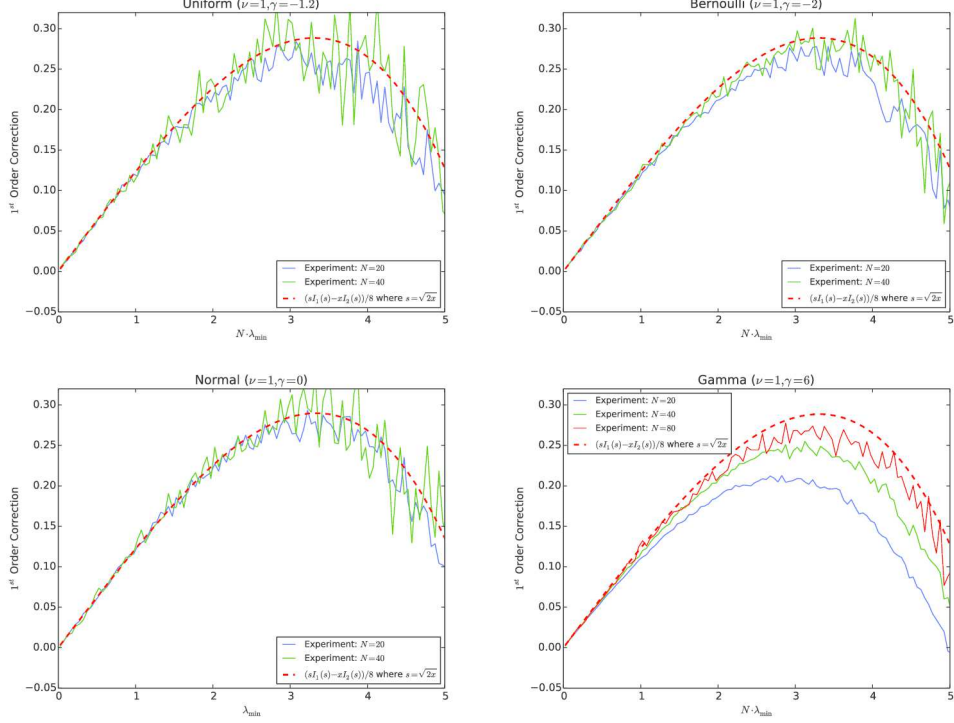 Uniform (ν=1,γ=−1.2)
0.30
0.25
0.20
0.15
0.10
0.05
0.00
−0.05
1st Order Correction
0 1 2 3 4 5
N·λmin
Experiment: N=20
Experiment: N=40
(sI1(s)−xI2(s))/8 where s=√2x
Bernoulli (ν=1,γ=−2)
0.30
0.25
0.20
0.15
0.10
0.05
0.00
−0.05
1st Order Correction
0 1 2 3 4 5
N·λmin
Experiment: N=20
Experiment: N=40
(sI1(s)−xI2(s))/8 where s=√2x
Normal (ν=1,γ=0)
0.30
0.25
0.20
0.15
0.10
0.05
0.00
−0.05
1st Order Correction
0 1 2 3 4 5
λmin
Experiment: N=20
Experiment: N=40
(sI1(s)−xI2(s))/8 where s=√2x
Gamma (ν=1,γ=6)
0.30
0.25
0.20
0.15
0.10
0.05
0.00
−0.05
1st Order Correction
0 1 2 3 4 5
N·λmin
Experiment: N=20
Experiment: N=40
Experiment: N=80
(sI1(s)−xI2(s))/8 where s=√2x